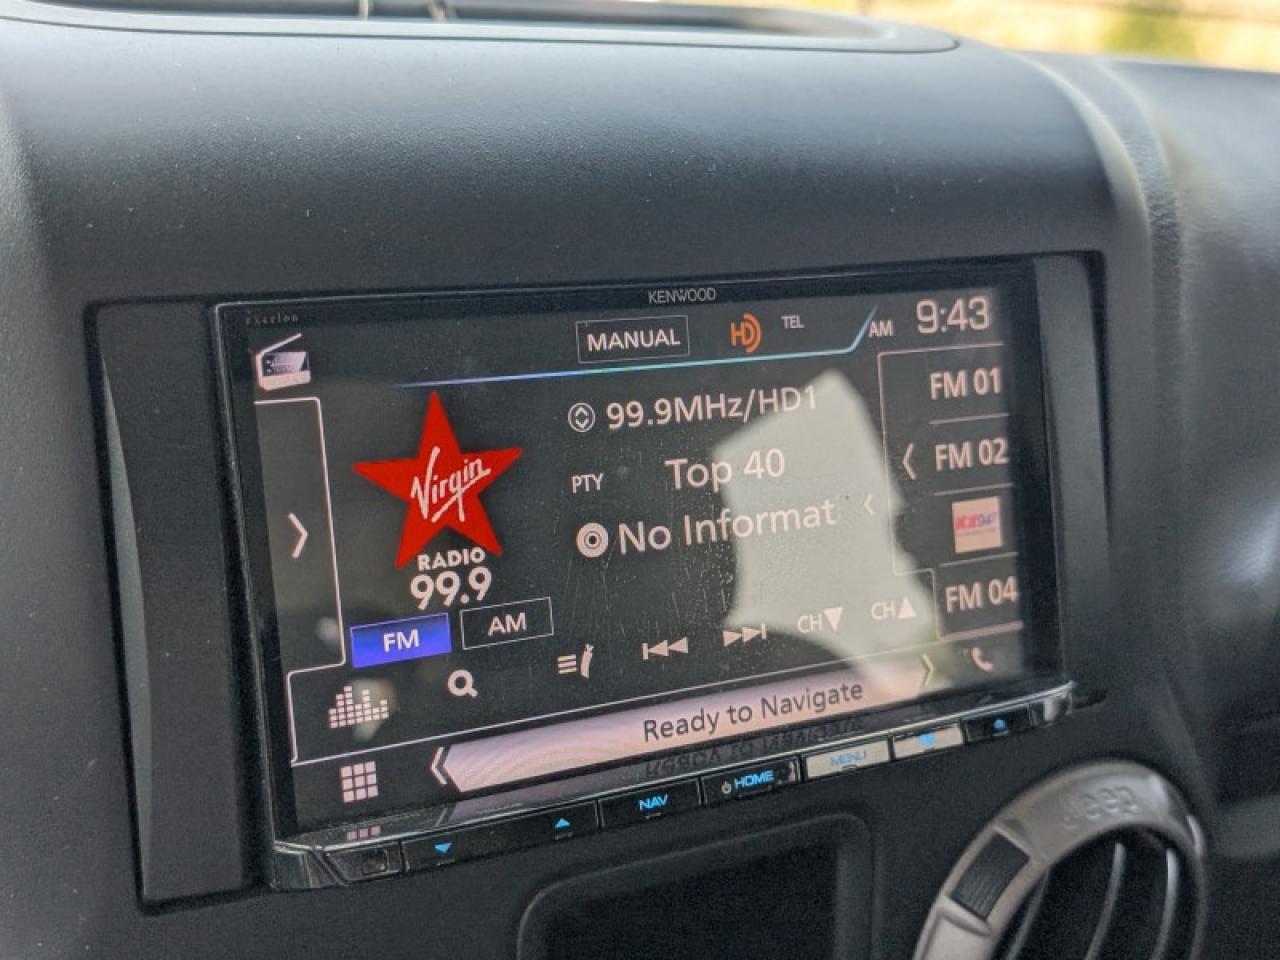 KENWOOD
eXcelon
MANUAL
HD
TEL
AM 9:43
99.9MHz/HD1
FM 01
Virgin
RADIO
99.9
PTY Top 40
FM 02
No Informat
FM AM
CH▼ CH▲
FM 04
Ready to Navigate
NAV
HOME
MENU
Jeep